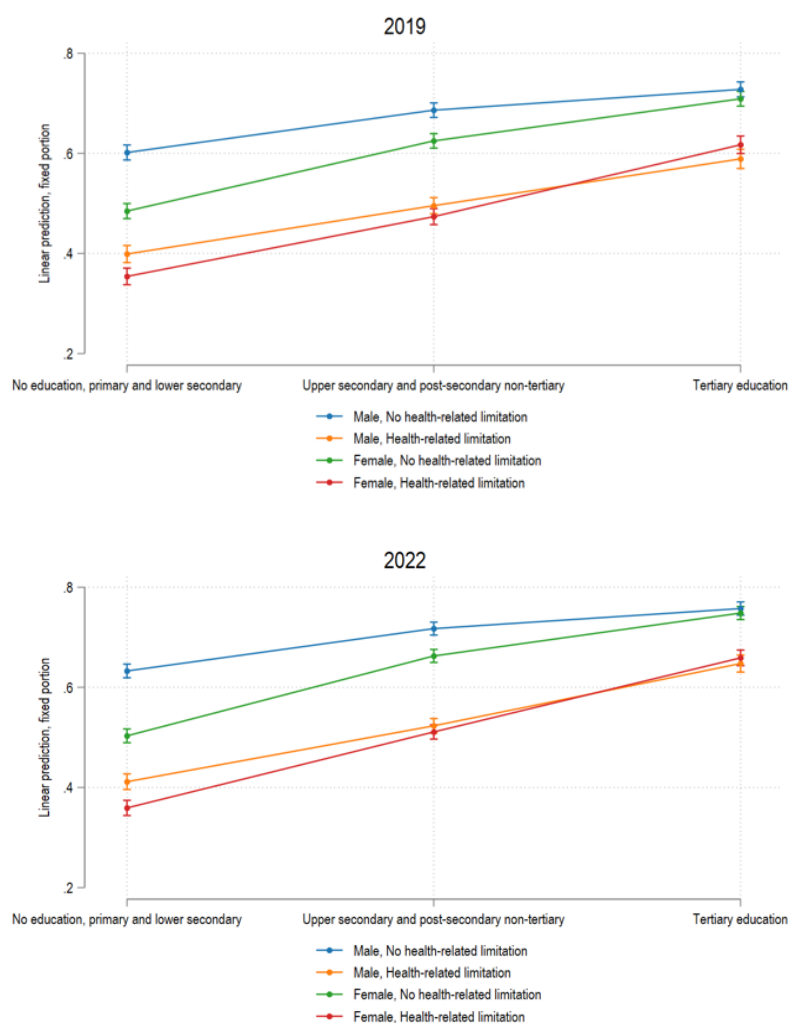 2019
.8
.6
.4
.2
Linear prediction, fixed portion
No education, primary and lower secondary Upper secondary and post-secondary non-tertiary Tertiary education
Male, No health-related limitation
Male, Health-related limitation
Female, No health-related limitation
Female, Health-related limitation
2022
.8
.6
.4
.2
Linear prediction, fixed portion
No education, primary and lower secondary Upper secondary and post-secondary non-tertiary Tertiary education
Male, No health-related limitation
Male, Health-related limitation
Female, No health-related limitation
Female, Health-related limitation